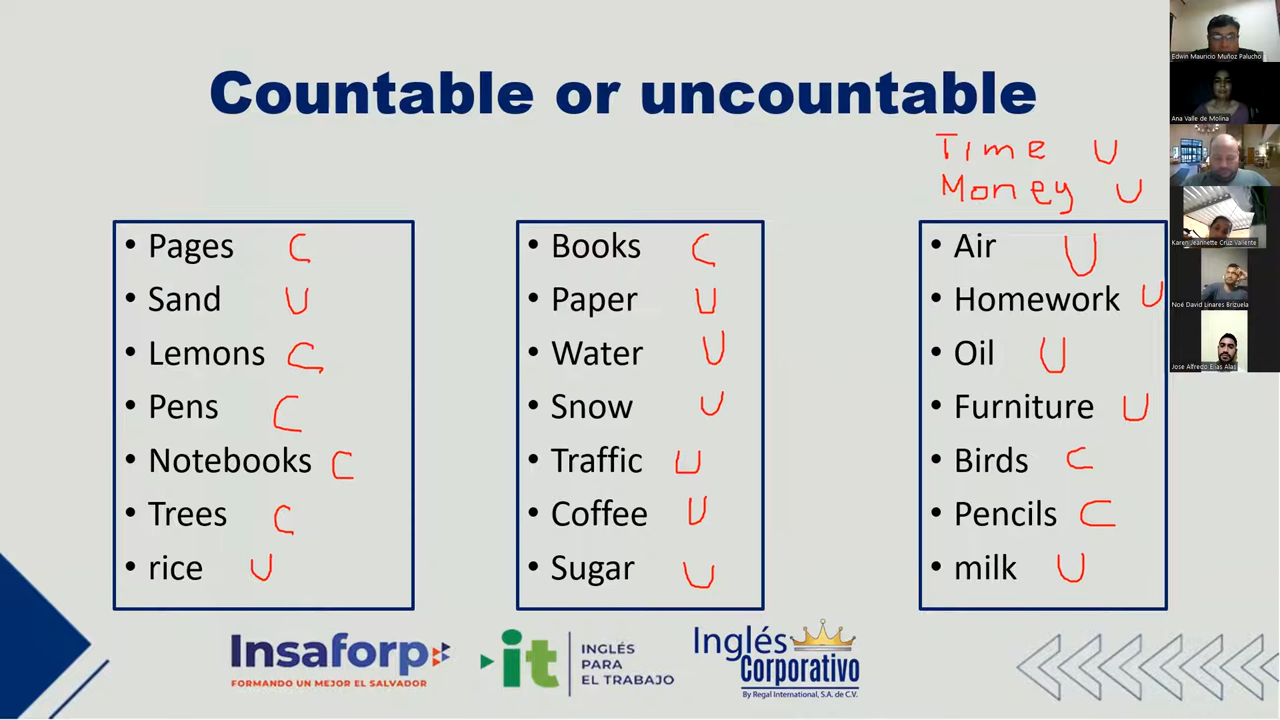 Countable or uncountable
Time U
Money U
• Pages C
• Sand U
• Lemons C
• Pens C
• Notebooks C
• Trees C
• rice U
• Books C
• Paper U
• Water U
• Snow U
• Traffic U
• Coffee U
• Sugar U
• Air U
• Homework U
• Oil U
• Furniture U
• Birds C
• Pencils C
• milk U
Insaforp
FORMANDO UN MEJOR EL SALVADOR
it
INGLÉS
PARA
EL TRABAJO
Inglés
Corporativo
By Regal International, S.A. de C.V.
Edwin Mauricio Muñoz Palucho
Ana Valle de Molina
Karen Jeannette Cruz Valiente
Noé David Linares Brizuela
Jose Alfredo Elias Alas